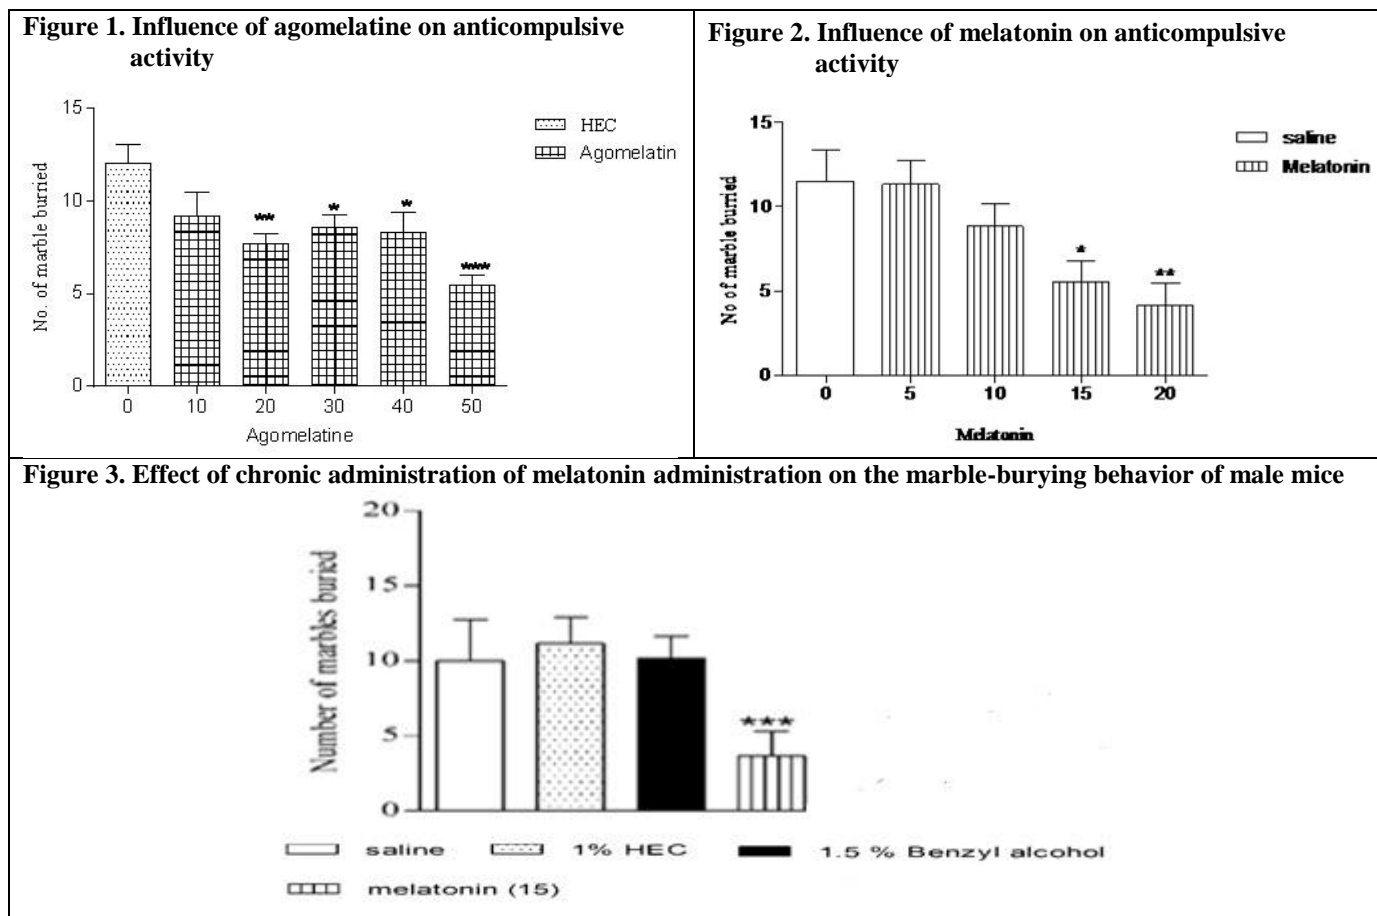 Figure 1. Influence of agomelatine on anticompulsive
activity
15
10
5
0
No. of marble burried
HEC
Agomelatin
**
*
*
***
0 10 20 30 40 50
Agomelatine
Figure 2. Influence of melatonin on anticompulsive
activity
15
10
5
0
No of marble burried
saline
Melatonin
*
**
0 5 10 15 20
Melatonin
Figure 3. Effect of chronic administration of melatonin administration on the marble-burying behavior of male mice
20
15
10
5
0
Number of marbles buried
***
saline 1% HEC 1.5 % Benzyl alcohol
melatonin (15)